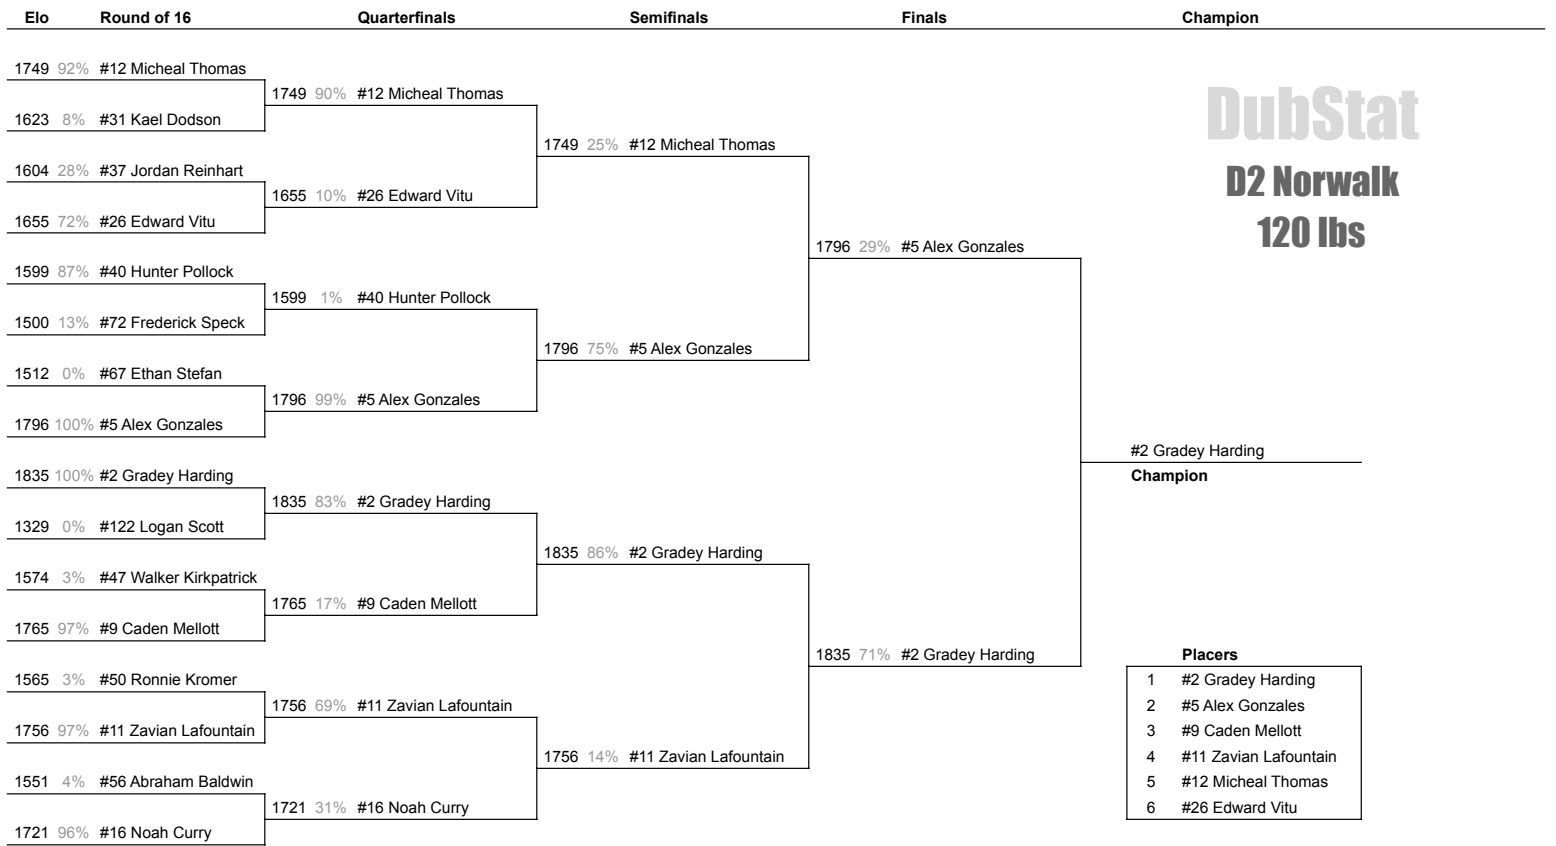 Elo Round of 16 Quarterfinals Semifinals Finals Champion
1749 92% #12 Micheal Thomas
1749 90% #12 Micheal Thomas
1623 8% #31 Kael Dodson
1749 25% #12 Micheal Thomas
1604 28% #37 Jordan Reinhart
1655 10% #26 Edward Vitu
1655 72% #26 Edward Vitu
1796 29% #5 Alex Gonzales
1599 87% #40 Hunter Pollock
1599 1% #40 Hunter Pollock
1500 13% #72 Frederick Speck
1796 75% #5 Alex Gonzales
1512 0% #67 Ethan Stefan
1796 99% #5 Alex Gonzales
1796 100% #5 Alex Gonzales
#2 Gradey Harding
Champion
1835 100% #2 Gradey Harding
1835 83% #2 Gradey Harding
1329 0% #122 Logan Scott
1835 86% #2 Gradey Harding
1574 3% #47 Walker Kirkpatrick
1765 17% #9 Caden Mellott
1765 97% #9 Caden Mellott
1835 71% #2 Gradey Harding
1565 3% #50 Ronnie Kromer
1756 69% #11 Zavian Lafountain
1756 97% #11 Zavian Lafountain
1756 14% #11 Zavian Lafountain
1551 4% #56 Abraham Baldwin
1721 31% #16 Noah Curry
1721 96% #16 Noah Curry
DubStat
D2 Norwalk
120 lbs
Placers
1 #2 Gradey Harding
2 #5 Alex Gonzales
3 #9 Caden Mellott
4 #11 Zavian Lafountain
5 #12 Micheal Thomas
6 #26 Edward Vitu